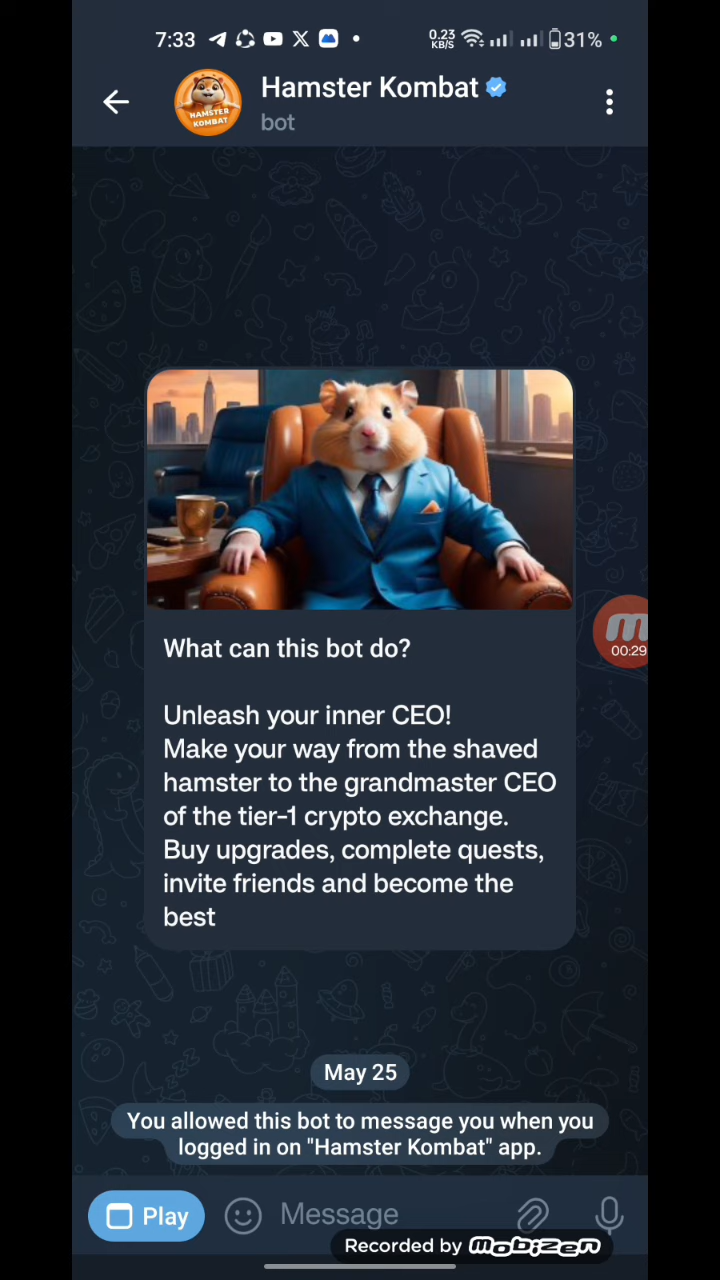 7:33
0.23
KB/S
31%
Hamster Kombat
bot
HAMSTER
KOMBAT
What can this bot do?
Unleash your inner CEO!
Make your way from the shaved
hamster to the grandmaster CEO
of the tier-1 crypto exchange.
Buy upgrades, complete quests,
invite friends and become the
best
00:29
May 25
You allowed this bot to message you when you
logged in on "Hamster Kombat" app.
Play
Message
Recorded by Mobizen